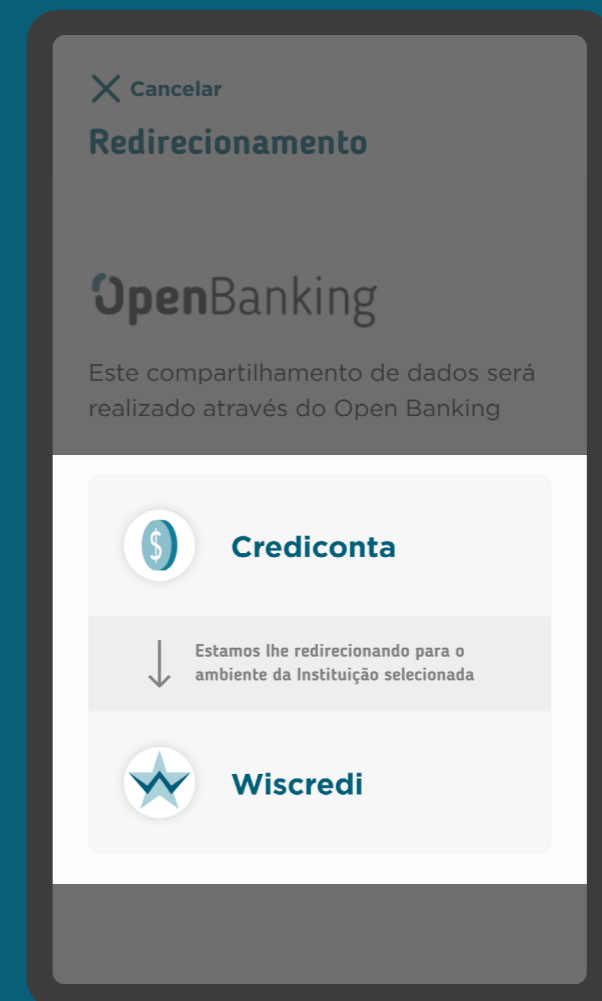 Cancelar
Redirecionamento
OpenBanking
Este compartilhamento de dados será
realizado através do Open Banking
$
Crediconta
Estamos lhe redirecionando para o
ambiente da Instituição selecionada
Wiscredi